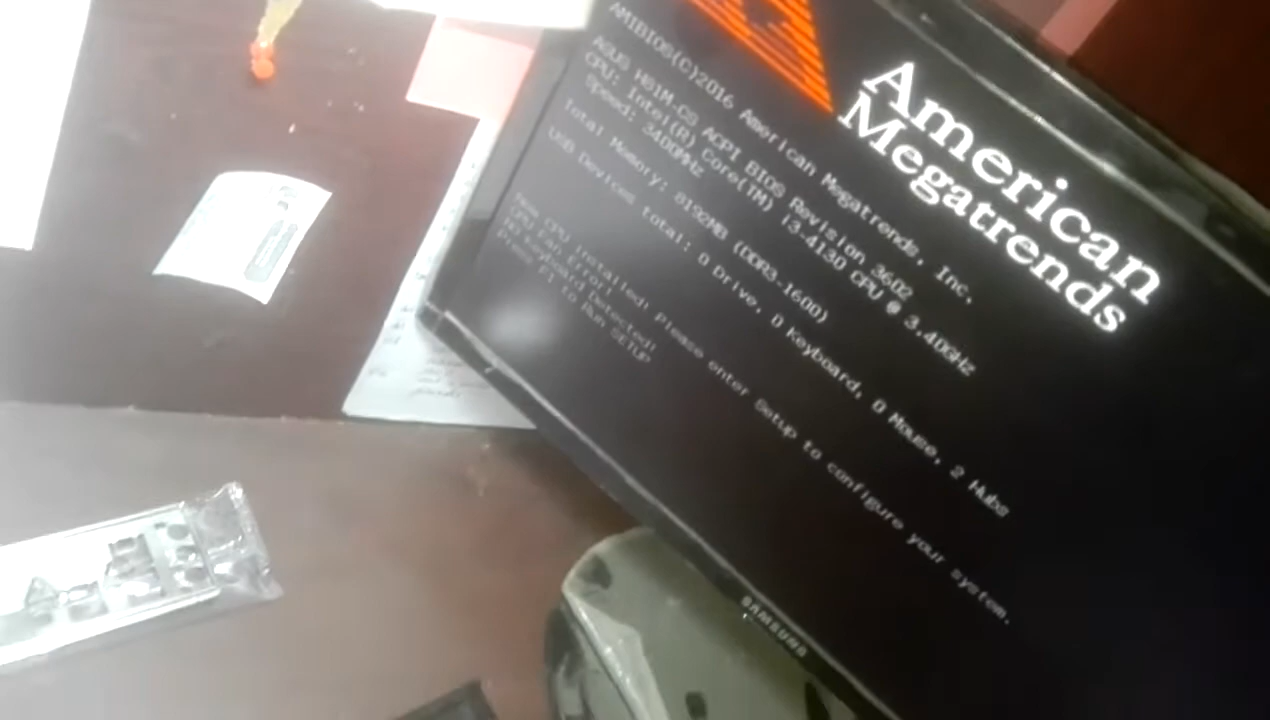 American
Megatrends
AMIBIOS(C)2016 American Megatrends, Inc.
ASUS H81M-CS ACPI BIOS Revision 3602
CPU: Intel(R) Core(TM) i3-4130 CPU @ 3.40GHz
Speed: 3400MHz
Total Memory: 8192MB (DDR3-1600)
USB Devices total: 0 Drive, 0 Keyboard, 0 Mouse, 2 Hubs
New CPU installed! Please enter Setup to configure your system.
CPU Fan Error!
No Keyboard Detected!
Please Press F1 to Run SETUP
SAMSUNG